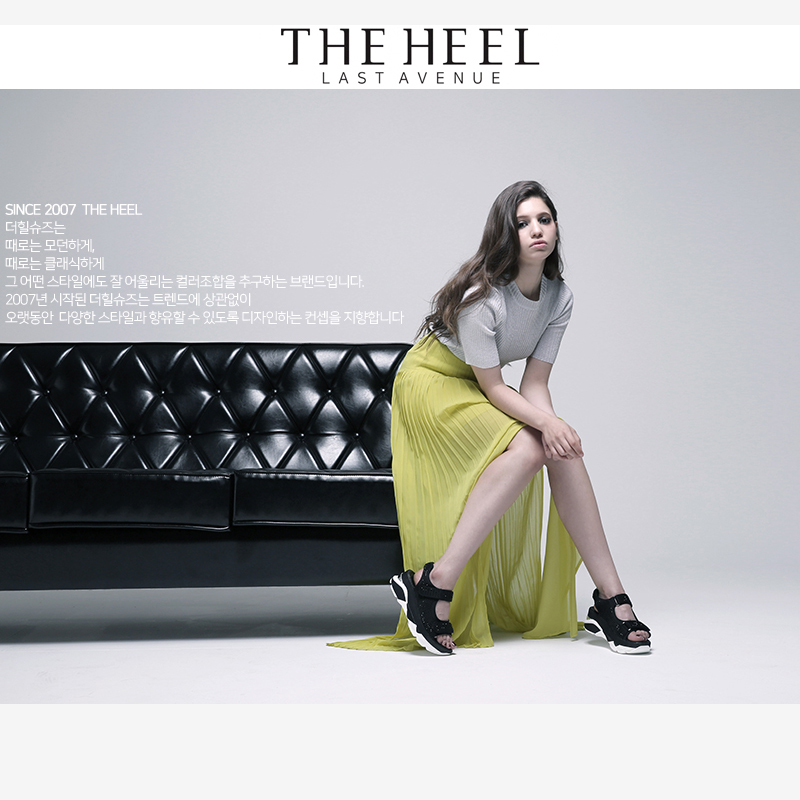 THE HEEL
LAST AVENUE
SINCE 2007 THE HEEL
더힐슈즈는
때로는 모던하게,
때로는 클래식하게
그 어떤 스타일에도 잘 어울리는 컬러조합을 추구하는 브랜드입니다.
2007년 시작된 더힐슈즈는 트렌드에 상관없이
오랫동안 다양한 스타일과 향유할 수 있도록 디자인하는 컨셉을 지향합니다